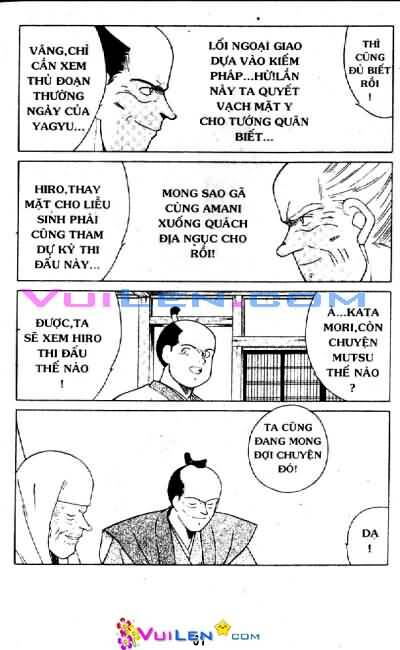 VÂNG,CHỈ
CẦN XEM
THỦ ĐOẠN
THƯỜNG
NGÀY CỦA
YAGYU...
LỐI NGOẠI GIAO
DỰA VÀO KIẾM
PHÁP...HỪ!LẦN
NÀY TA QUYẾT
VẠCH MẶT Y
CHO TƯỚNG QUÂN
BIẾT...
THÌ
CŨNG
ĐỦ BIẾT
RỒI
!
HIRO,THAY
MẶT CHO LIỄU
SINH PHÁI
CŨNG THAM
DỰ KỲ THI
ĐẤU NÀY...
MONG SAO GÃ
CÙNG AMANI
XUỐNG QUÁCH
ĐỊA NGỤC CHO
RỒI!
VUILEN.COM
ĐƯỢC,TA
SẼ XEM HIRO
THI ĐẤU
THẾ NÀO
!
À...KATA
MORI,CÒN
CHUYỆN
MUTSU
THẾ NÀO
?
TA CŨNG
ĐANG MONG
ĐỢI CHUYỆN
ĐÓ!
DẠ
!
VUILEN.COM